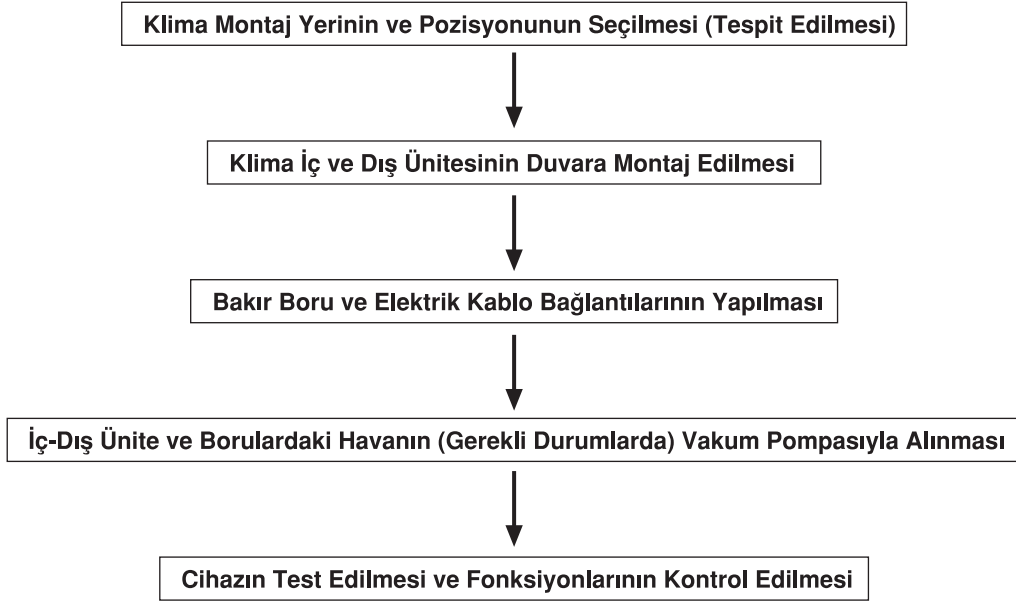 Klima Montaj Yerinin ve Pozisyonunun Seçilmesi (Tespit Edilmesi)
Klima İç ve Dış Ünitesinin Duvara Montaj Edilmesi
Bakır Boru ve Elektrik Kablo Bağlantılarının Yapılması
İç-Dış Ünite ve Borulardaki Havanın (Gerekli Durumlarda) Vakum Pompasıyla Alınması
Cihazın Test Edilmesi ve Fonksiyonlarının Kontrol Edilmesi